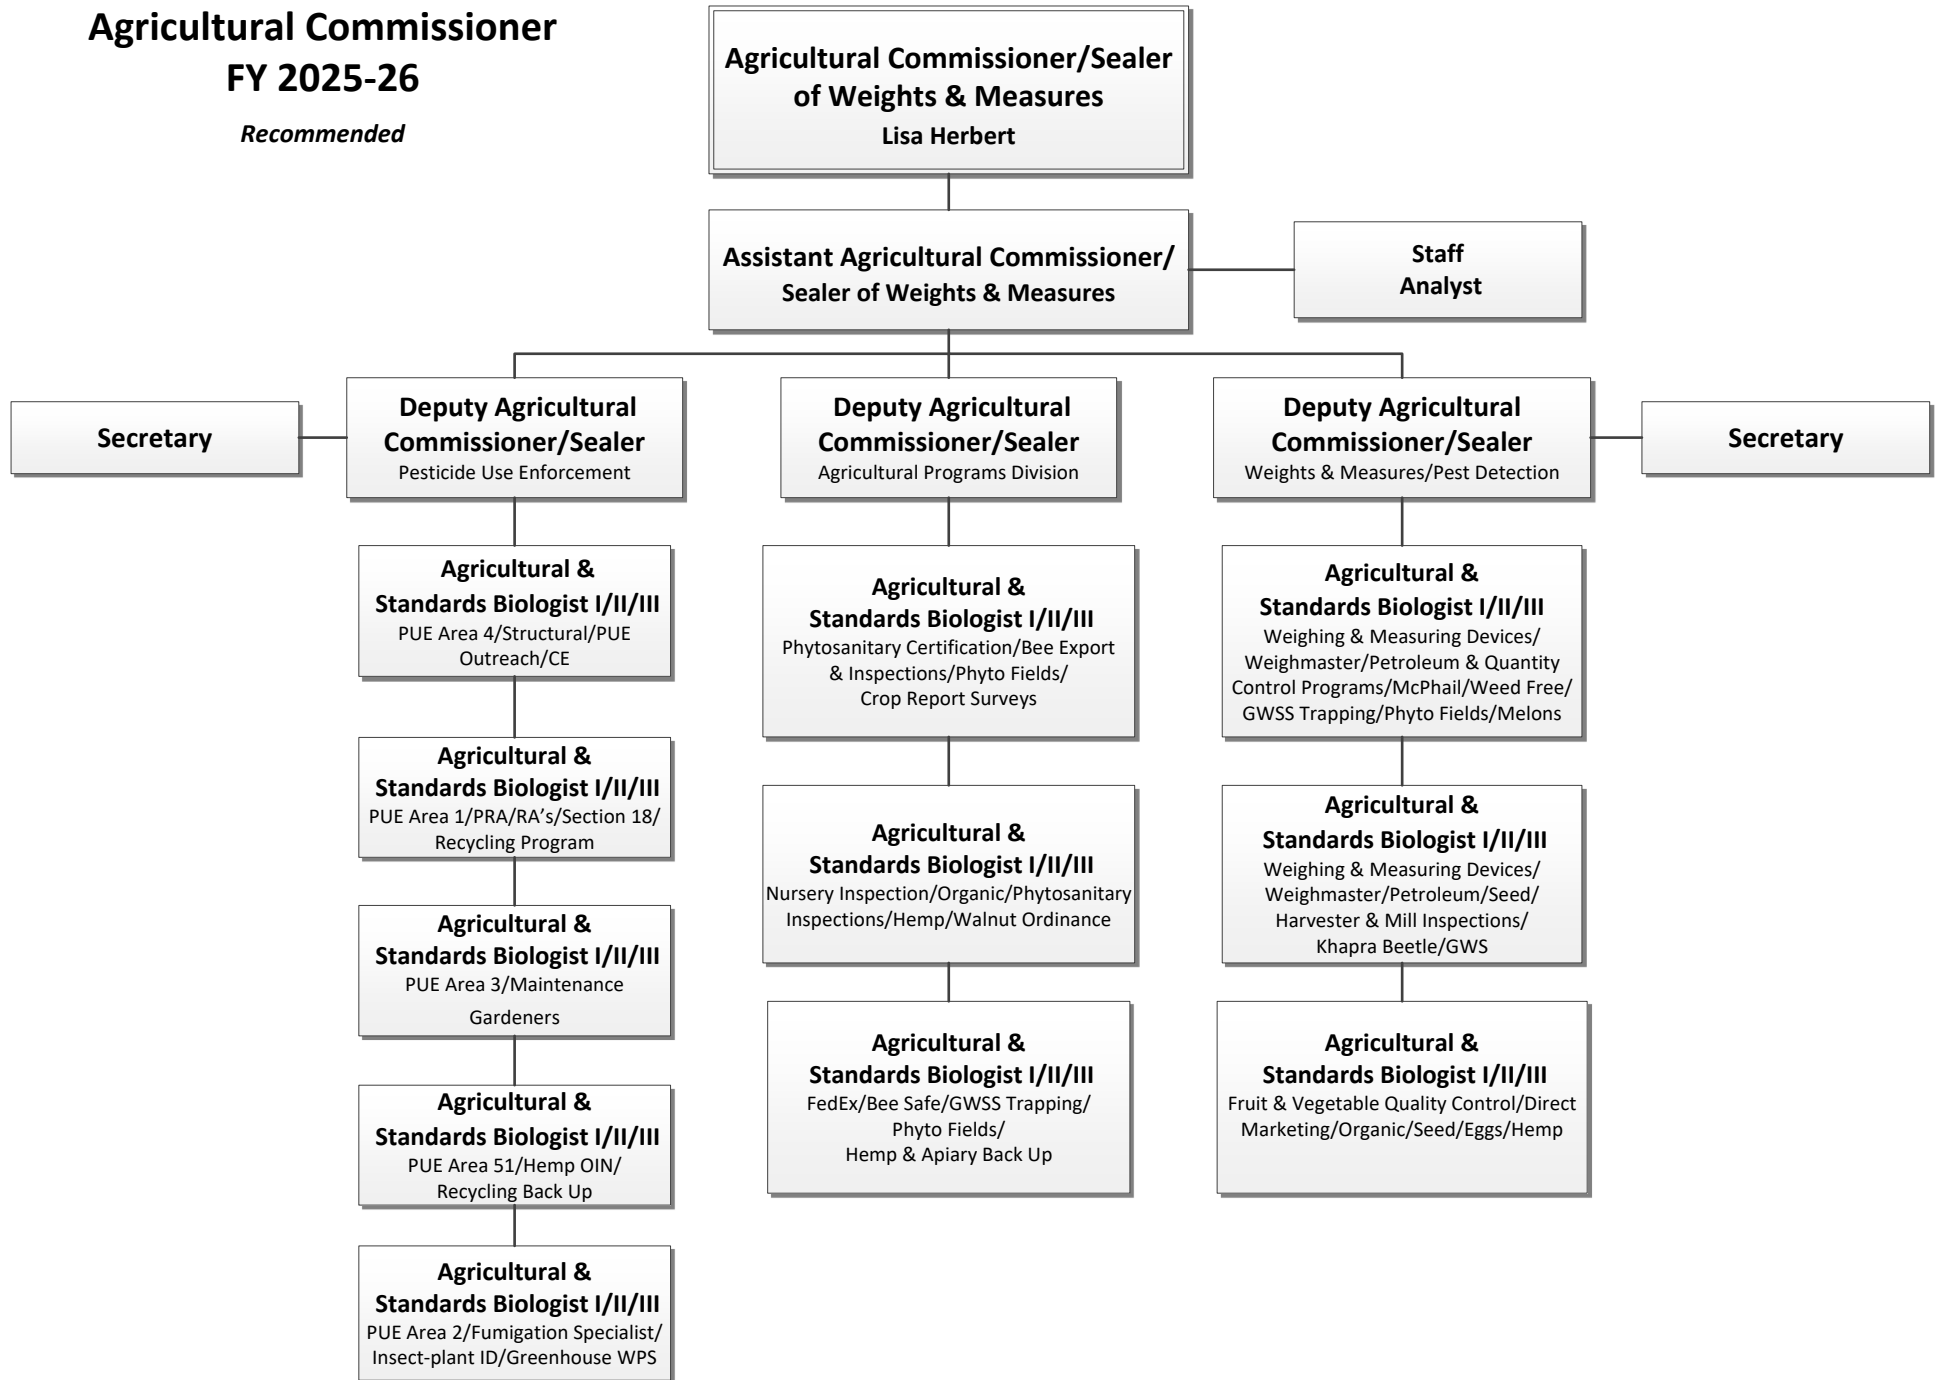 Agricultural Commissioner
FY 2025-26
Recommended
Agricultural Commissioner/Sealer
of Weights & Measures
Lisa Herbert
Assistant Agricultural Commissioner/
Sealer of Weights & Measures
Staff
Analyst
Secretary
Deputy Agricultural
Commissioner/Sealer
Pesticide Use Enforcement
Deputy Agricultural
Commissioner/Sealer
Agricultural Programs Division
Deputy Agricultural
Commissioner/Sealer
Weights & Measures/Pest Detection
Secretary
Agricultural &
Standards Biologist I/II/III
PUE Area 4/Structural/PUE
Outreach/CE
Agricultural &
Standards Biologist I/II/III
PUE Area 1/PRA/RA’s/Section 18/
Recycling Program
Agricultural &
Standards Biologist I/II/III
PUE Area 3/Maintenance
Gardeners
Agricultural &
Standards Biologist I/II/III
PUE Area 51/Hemp OIN/
Recycling Back Up
Agricultural &
Standards Biologist I/II/III
PUE Area 2/Fumigation Specialist/
Insect-plant ID/Greenhouse WPS
Agricultural &
Standards Biologist I/II/III
Phytosanitary Certification/Bee Export
& Inspections/Phyto Fields/
Crop Report Surveys
Agricultural &
Standards Biologist I/II/III
Nursery Inspection/Organic/Phytosanitary
Inspections/Hemp/Walnut Ordinance
Agricultural &
Standards Biologist I/II/III
FedEx/Bee Safe/GWSS Trapping/
Phyto Fields/
Hemp & Apiary Back Up
Agricultural &
Standards Biologist I/II/III
Weighing & Measuring Devices/
Weighmaster/Petroleum & Quantity
Control Programs/McPhail/Weed Free/
GWSS Trapping/Phyto Fields/Melons
Agricultural &
Standards Biologist I/II/III
Weighing & Measuring Devices/
Weighmaster/Petroleum/Seed/
Harvester & Mill Inspections/
Khapra Beetle/GWS
Agricultural &
Standards Biologist I/II/III
Fruit & Vegetable Quality Control/Direct
Marketing/Organic/Seed/Eggs/Hemp